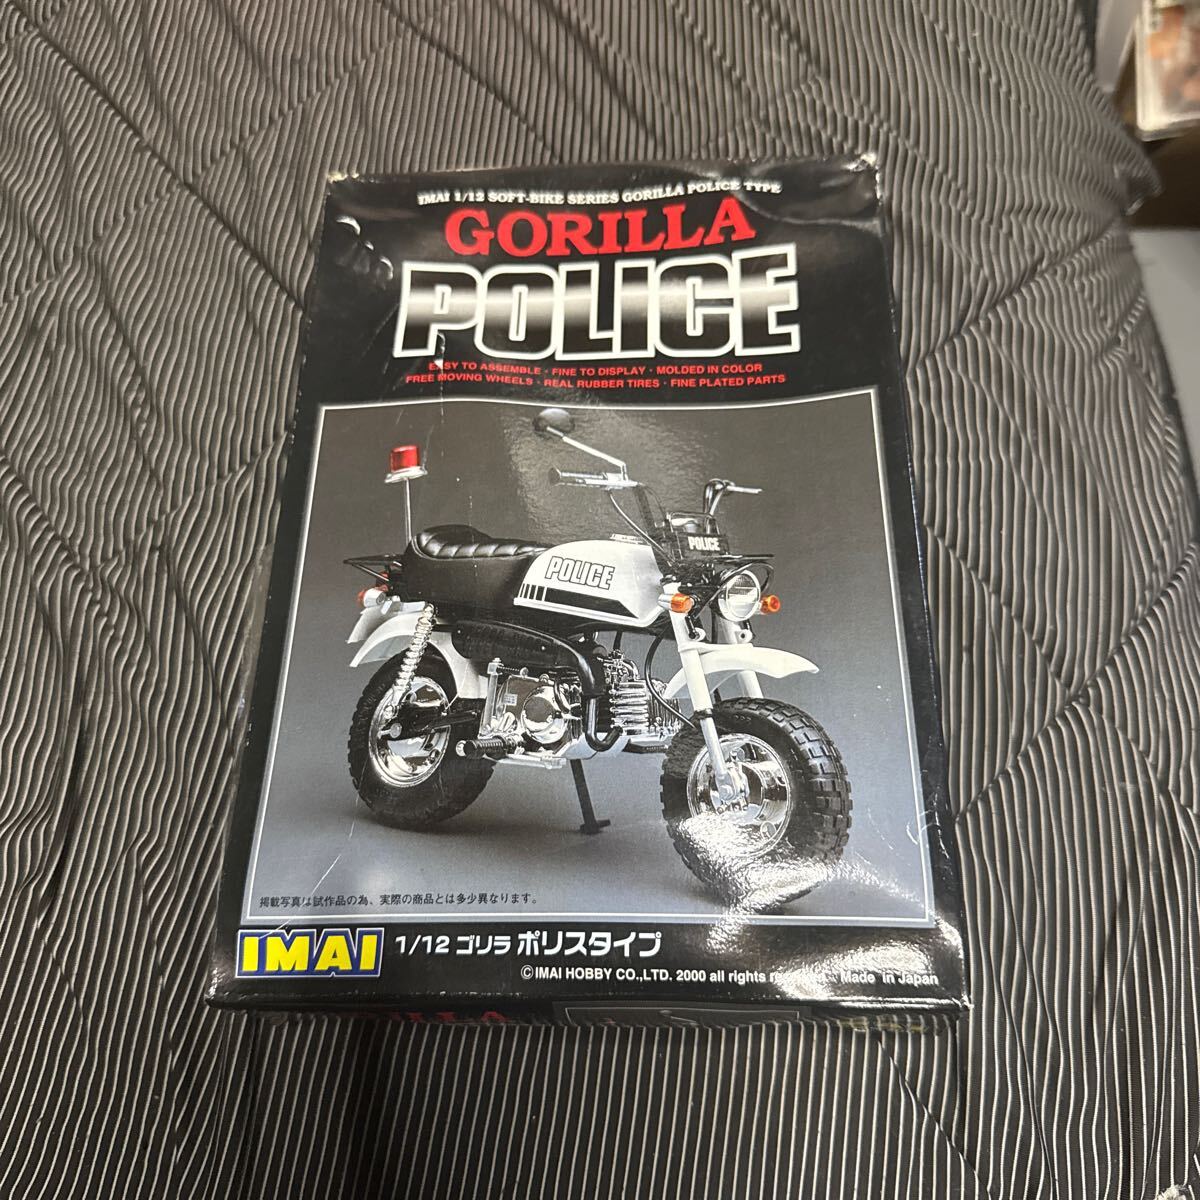 IMAI 1/12 SOFT-BIKE SERIES GORILLA POLICE TYPE
GORILLA
POLICE
EASY TO ASSEMBLE · FINE TO DISPLAY · MOLDED IN COLOR
FREE MOVING WHEELS · REAL RUBBER TIRES · FINE PLATED PARTS
POLICE
POLICE
掲載写真は試作品の為、実際の商品とは多少異なります。
IMAI 1/12 ゴリラ ポリスタイプ
©IMAI HOBBY CO.,LTD. 2000 all rights Made in Japan